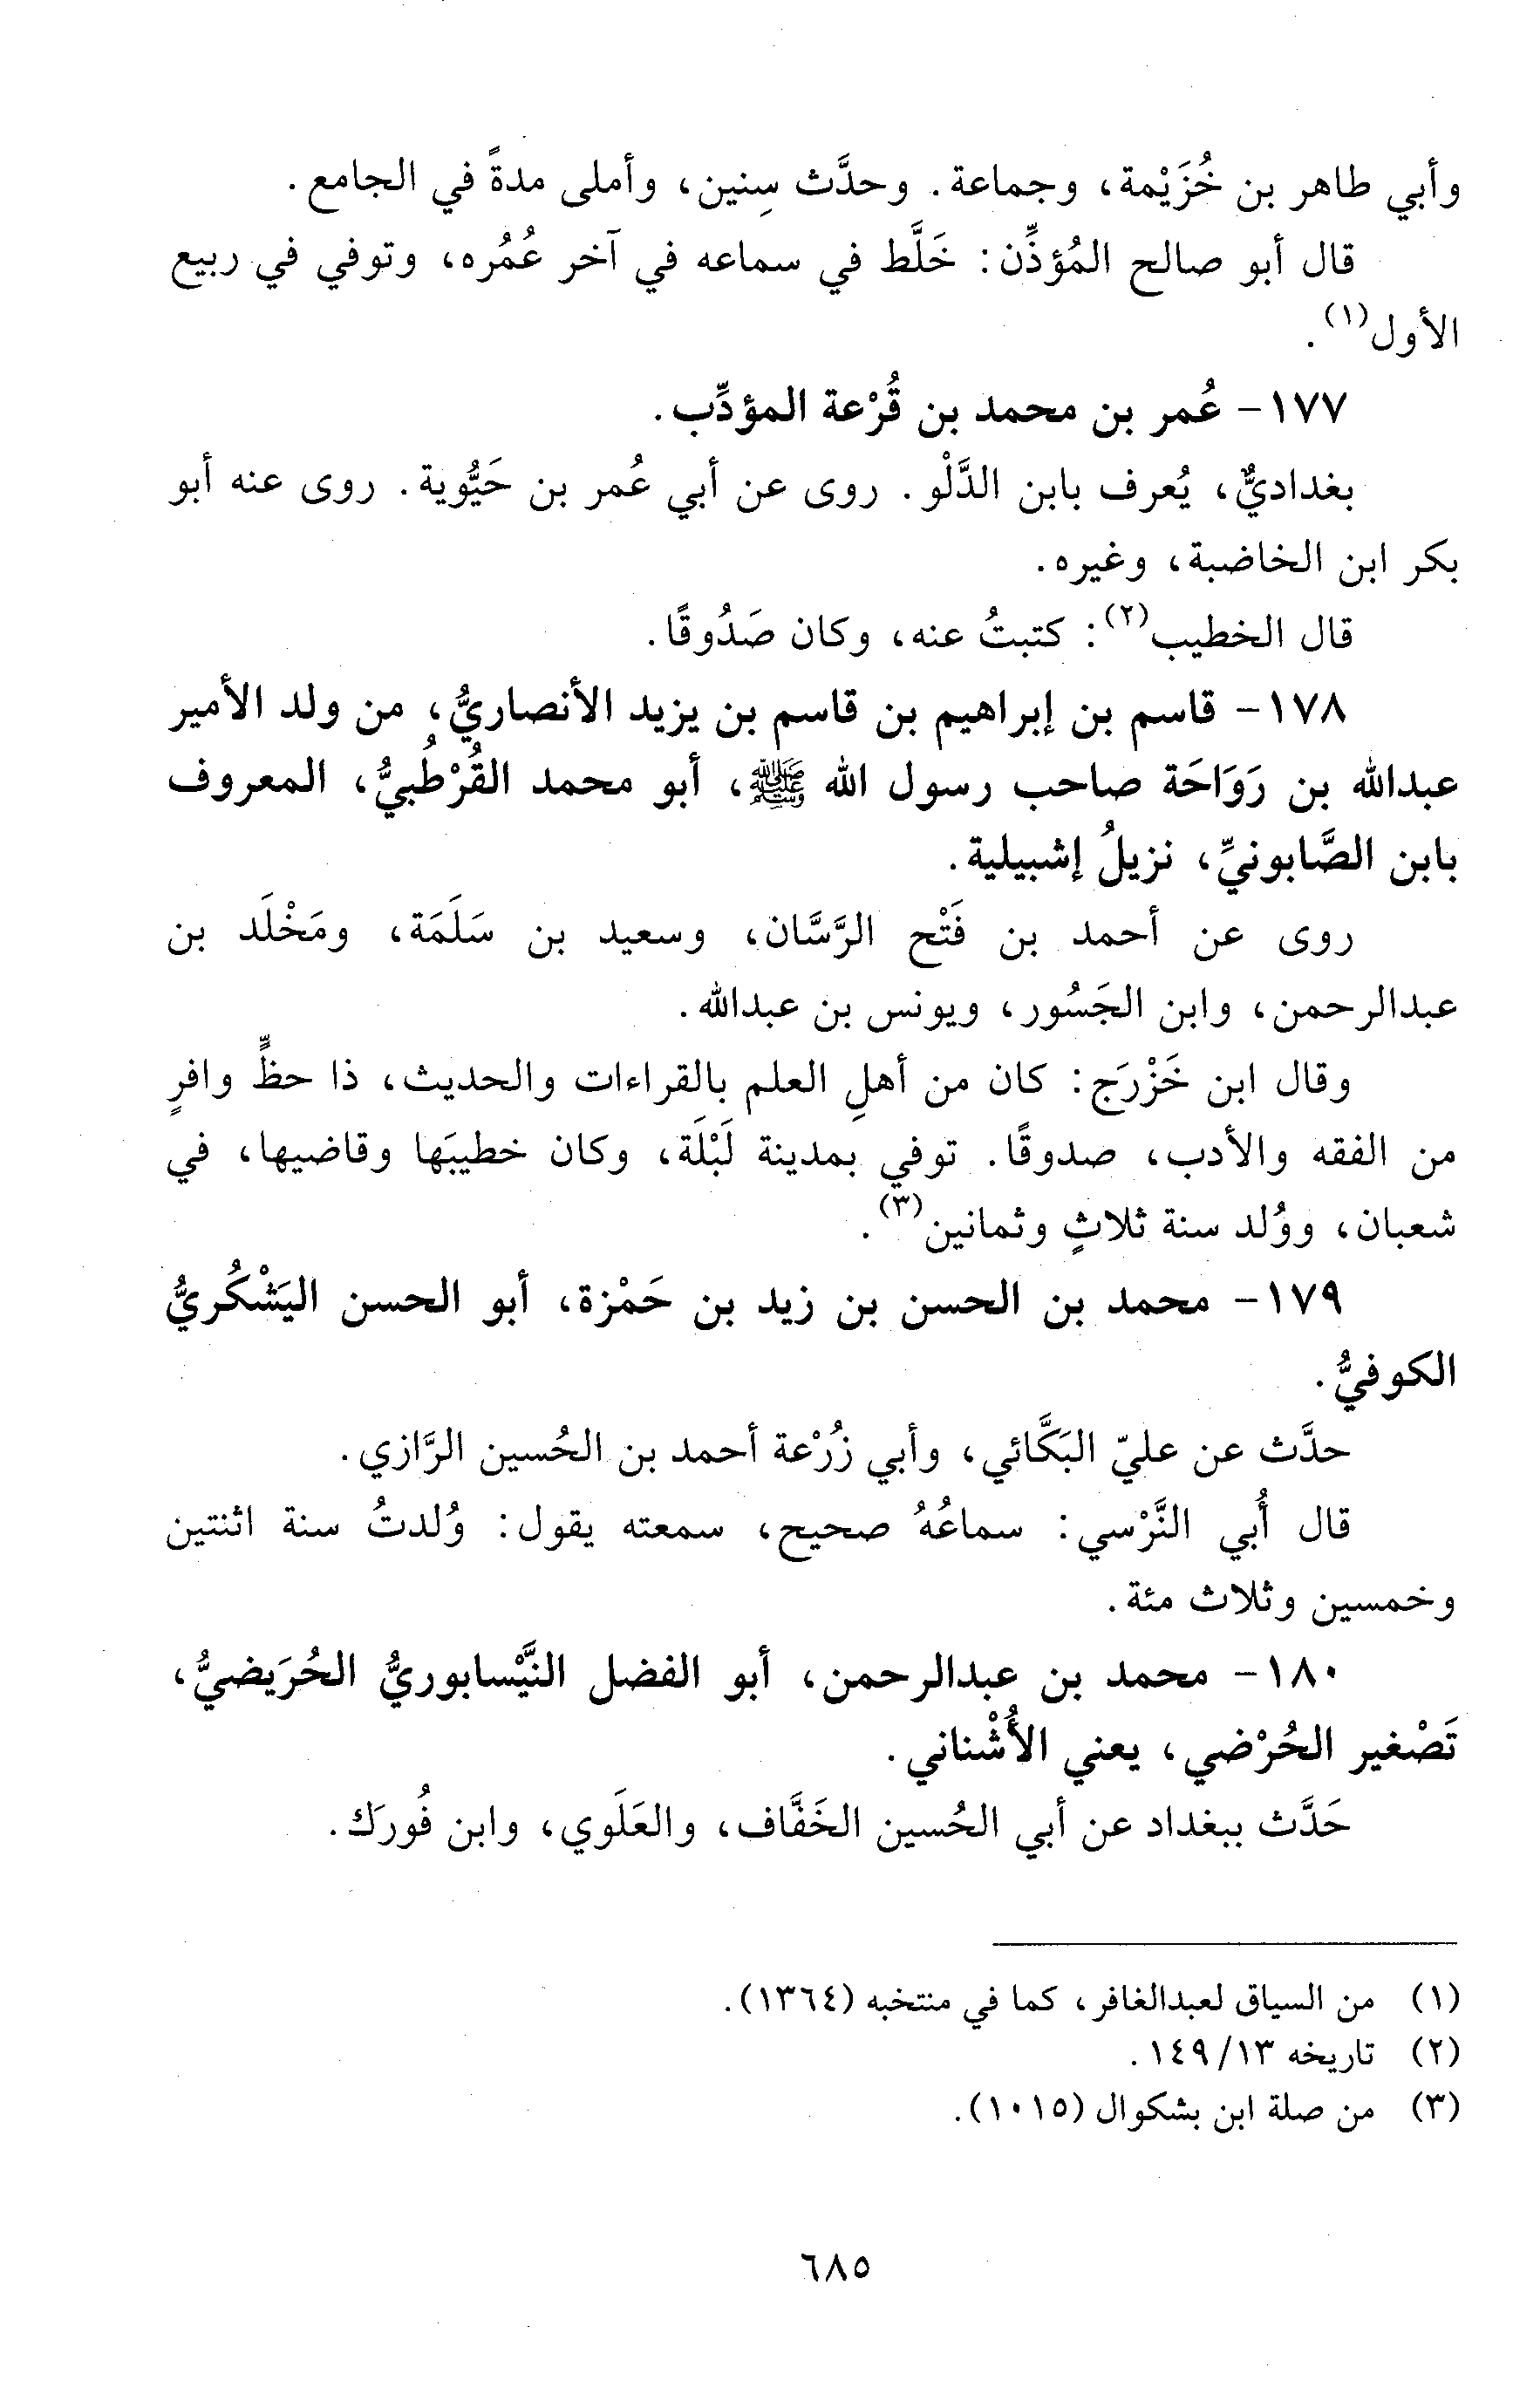 وأبي طاهر بن خُزَيْمة، وجماعة. وحدَّث سِنين، وأملى مدةً في الجامع.
قال أبو صالح المُؤذِّن: خَلَّط في سماعه في آخر عُمُره، وتوفي في ربيع
الأول(١).
١٧٧- عُمر بن محمد بن قُرْعة المؤدِّب.
بغداديٌّ، يُعرف بابن الدَّلْو. روى عن أبي عُمر بن حَيُّوية. روى عنه أبو
بكر ابن الخاضبة، وغيره.
قال الخطيب(٢): كتبتُ عنه، وكان صَدُوقًا.
١٧٨- قاسم بن إبراهيم بن قاسم بن يزيد الأنصاريُّ، من ولد الأمير
عبدالله بن رَوَاحَة صاحب رسول الله ﷺ، أبو محمد القُرْطُبيُّ، المعروف
بابن الصَّابونيِّ، نزيلُ إشبيلية.
روى عن أحمد بن فَتْح الرَّسَّان، وسعيد بن سَلَمَة، ومَخْلَد بن
عبدالرحمن، وابن الجَسُور، ويونس بن عبدالله.
وقال ابن خَزْرَج: كان من أهلِ العلم بالقراءات والحديث، ذا حظٍّ وافرٍ
من الفقه والأدب، صدوقًا. توفي بمدينة لَبْلَة، وكان خطيبَها وقاضيها، في
شعبان، ووُلد سنة ثلاثٍ وثمانين(٣).
١٧٩- محمد بن الحسن بن زيد بن حَمْزة، أبو الحسن اليَشْكُريُّ
الكوفيُّ.
حدَّث عن عليّ البَكَّائي، وأبي زُرْعة أحمد بن الحُسين الرَّازي.
قال أُبي النَّرْسي: سماعُهُ صحيح، سمعته يقول: وُلدتُ سنة اثنتين
وخمسين وثلاث مئة.
١٨٠- محمد بن عبدالرحمن، أبو الفضل النَّيْسابوريُّ الحُرَيضيُّ،
تَصْغير الحُرْضي، يعني الأُشْناني.
حَدَّث ببغداد عن أبي الحُسين الخَفَّاف، والعَلَوي، وابن فُورَك.
(١) من السياق لعبدالغافر، كما في منتخبه (١٣٦٤).
(٢) تاريخه ١٣/ ١٤٩.
(٣) من صلة ابن بشكوال (١٠١٥).
٦٨٥